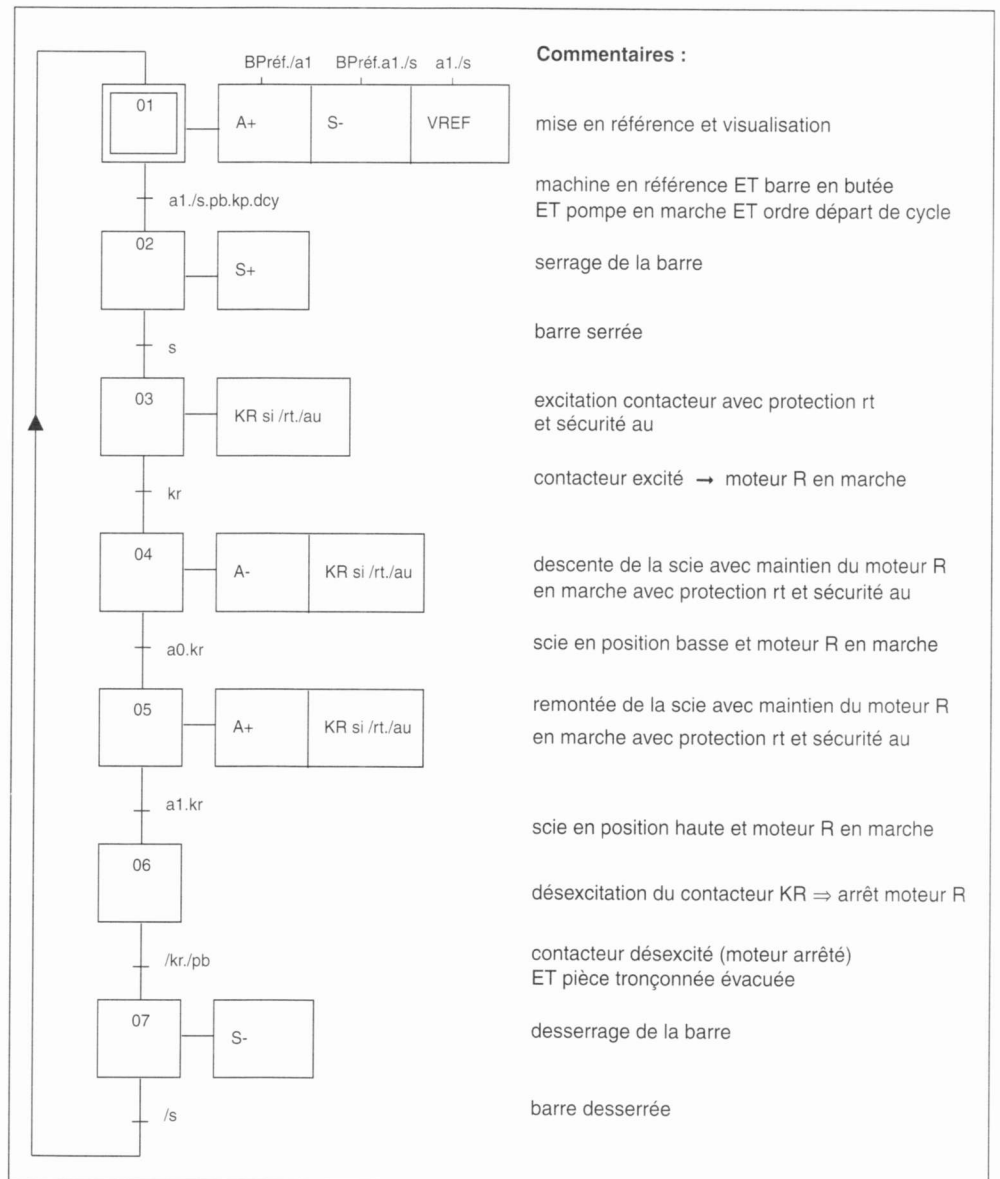 BPréf./a1 BPréf.a1./s a1./s
Commentaires :
01
A+ S- VREF
mise en référence et visualisation
a1./s.pb.kp.dcy
machine en référence ET barre en butée
ET pompe en marche ET ordre départ de cycle
02
S+
serrage de la barre
s
barre serrée
03
KR si /rt./au
excitation contacteur avec protection rt
et sécurité au
kr
contacteur excité → moteur R en marche
04
A- KR si /rt./au
descente de la scie avec maintien du moteur R
en marche avec protection rt et sécurité au
a0.kr
scie en position basse et moteur R en marche
05
A+ KR si /rt./au
remontée de la scie avec maintien du moteur R
en marche avec protection rt et sécurité au
a1.kr
scie en position haute et moteur R en marche
06
désexcitation du contacteur KR ⇒ arrêt moteur R
/kr./pb
contacteur désexcité (moteur arrêté)
ET pièce tronçonnée évacuée
07
S-
desserrage de la barre
/s
barre desserrée